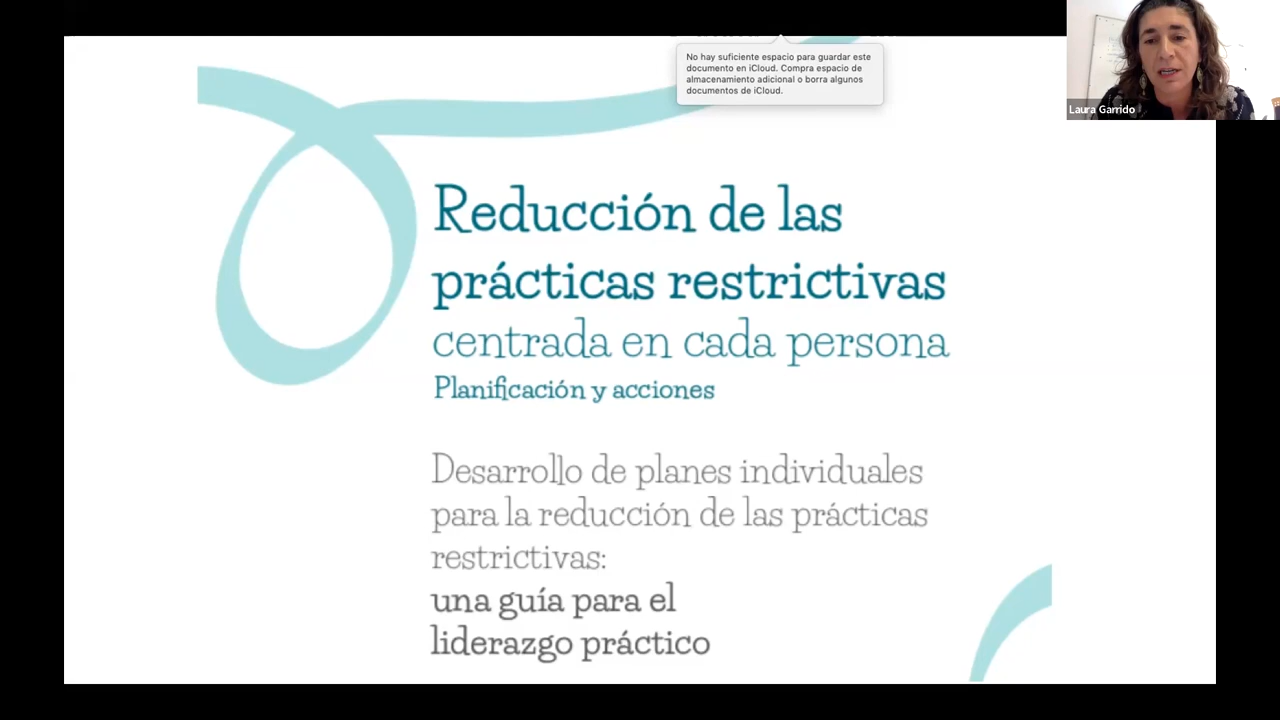 No hay suficiente espacio para guardar este
documento en iCloud. Compra espacio de
almacenamiento adicional o borra algunos
documentos de iCloud.
Laura Garrido
Reducción de las
prácticas restrictivas
centrada en cada persona
Planificación y acciones
Desarrollo de planes individuales
para la reducción de las prácticas
restrictivas:
una guía para el
liderazgo práctico